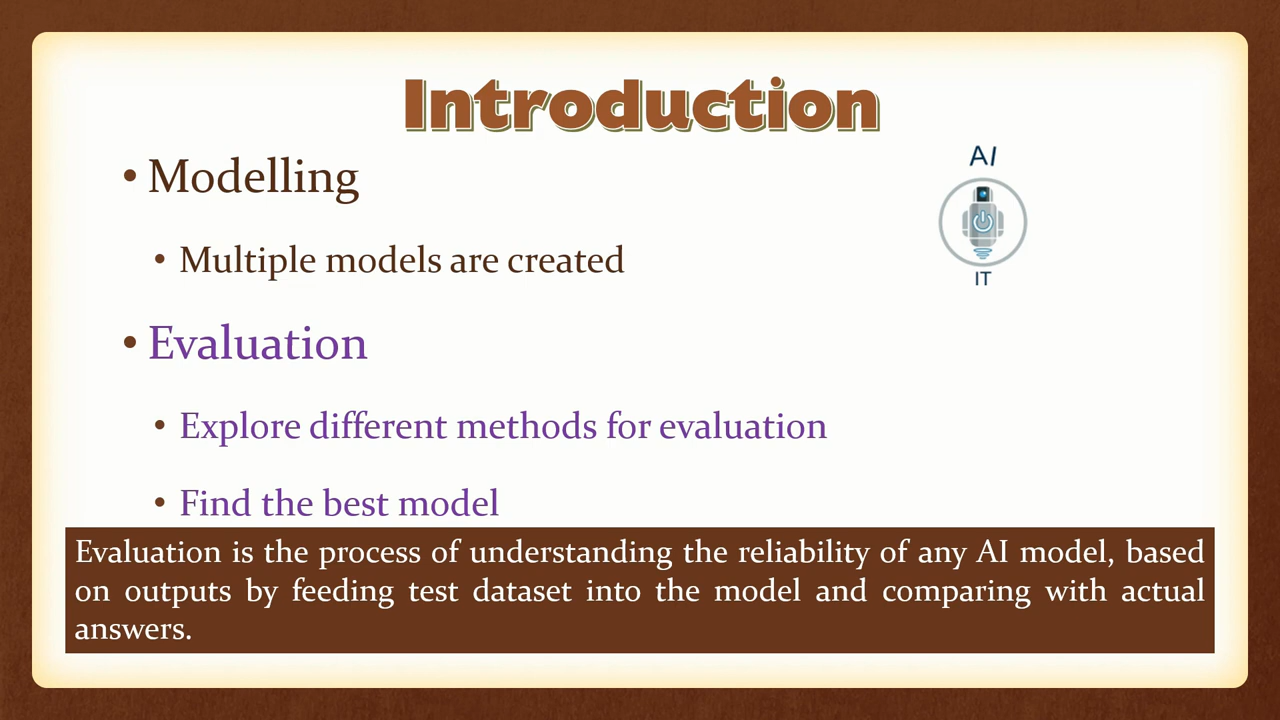 Introduction
• Modelling
AI
• Multiple models are created
IT
• Evaluation
• Explore different methods for evaluation
• Find the best model
Evaluation is the process of understanding the reliability of any AI model, based
on outputs by feeding test dataset into the model and comparing with actual
answers.